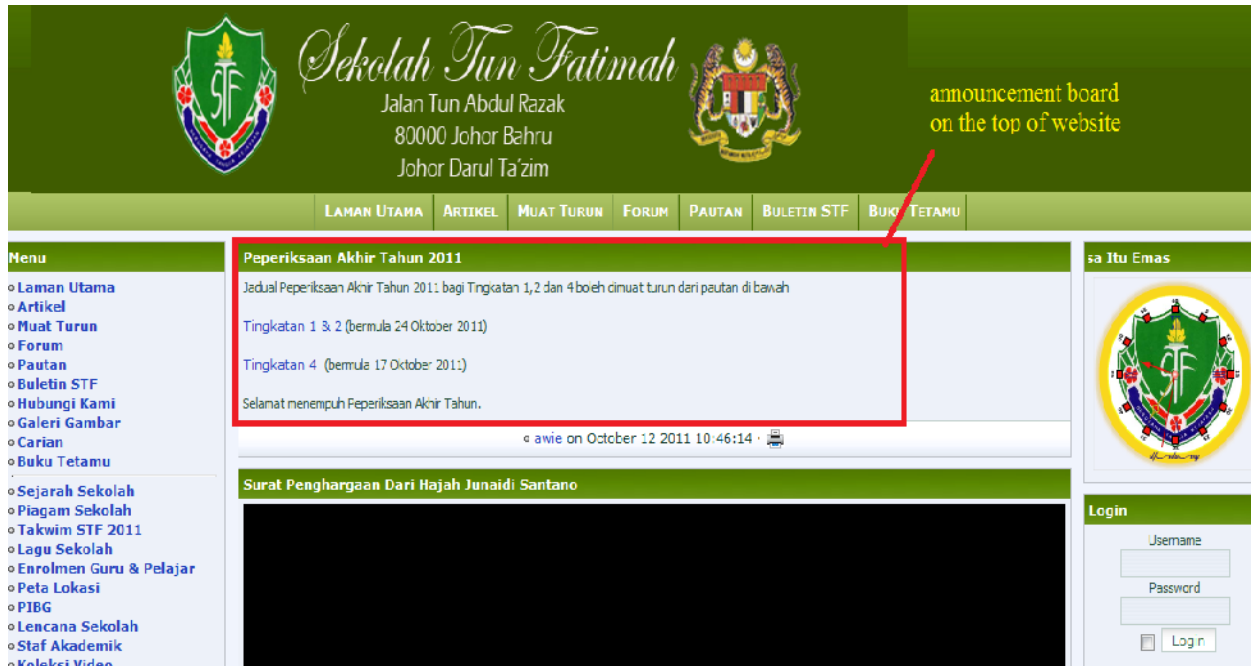 STF
Sekolah Tun Fatimah
Jalan Tun Abdul Razak
80000 Johor Bahru
Johor Darul Ta'zim
announcement board
on the top of website
LAMAN UTAMA
ARTIKEL
MUAT TURUN
FORUM
PAUTAN
BULETIN STF
BUKU TETAMU
Menu
Laman Utama
Artikel
Muat Turun
Forum
Pautan
Buletin STF
Hubungi Kami
Galeri Gambar
Carian
Buku Tetamu
Sejarah Sekolah
Piagam Sekolah
Takwim STF 2011
Lagu Sekolah
Enrolmen Guru & Pelajar
Peta Lokasi
PIBG
Lencana Sekolah
Staf Akademik
Koleksi Video
Peperiksaan Akhir Tahun 2011
Jadual Peperiksaan Akhir Tahun 2011 bagi Tingkatan 1,2 dan 4 boleh dimuat turun dari pautan di bawah
Tingkatan 1 & 2 (bermula 24 Oktober 2011)
Tingkatan 4 (bermula 17 Oktober 2011)
Selamat menempuh Peperiksaan Akhir Tahun.
awie on October 12 2011 10:46:14 ·
Surat Penghargaan Dari Hajah Junaidi Santano
sa Itu Emas
STF
Login
Username
Password
Login